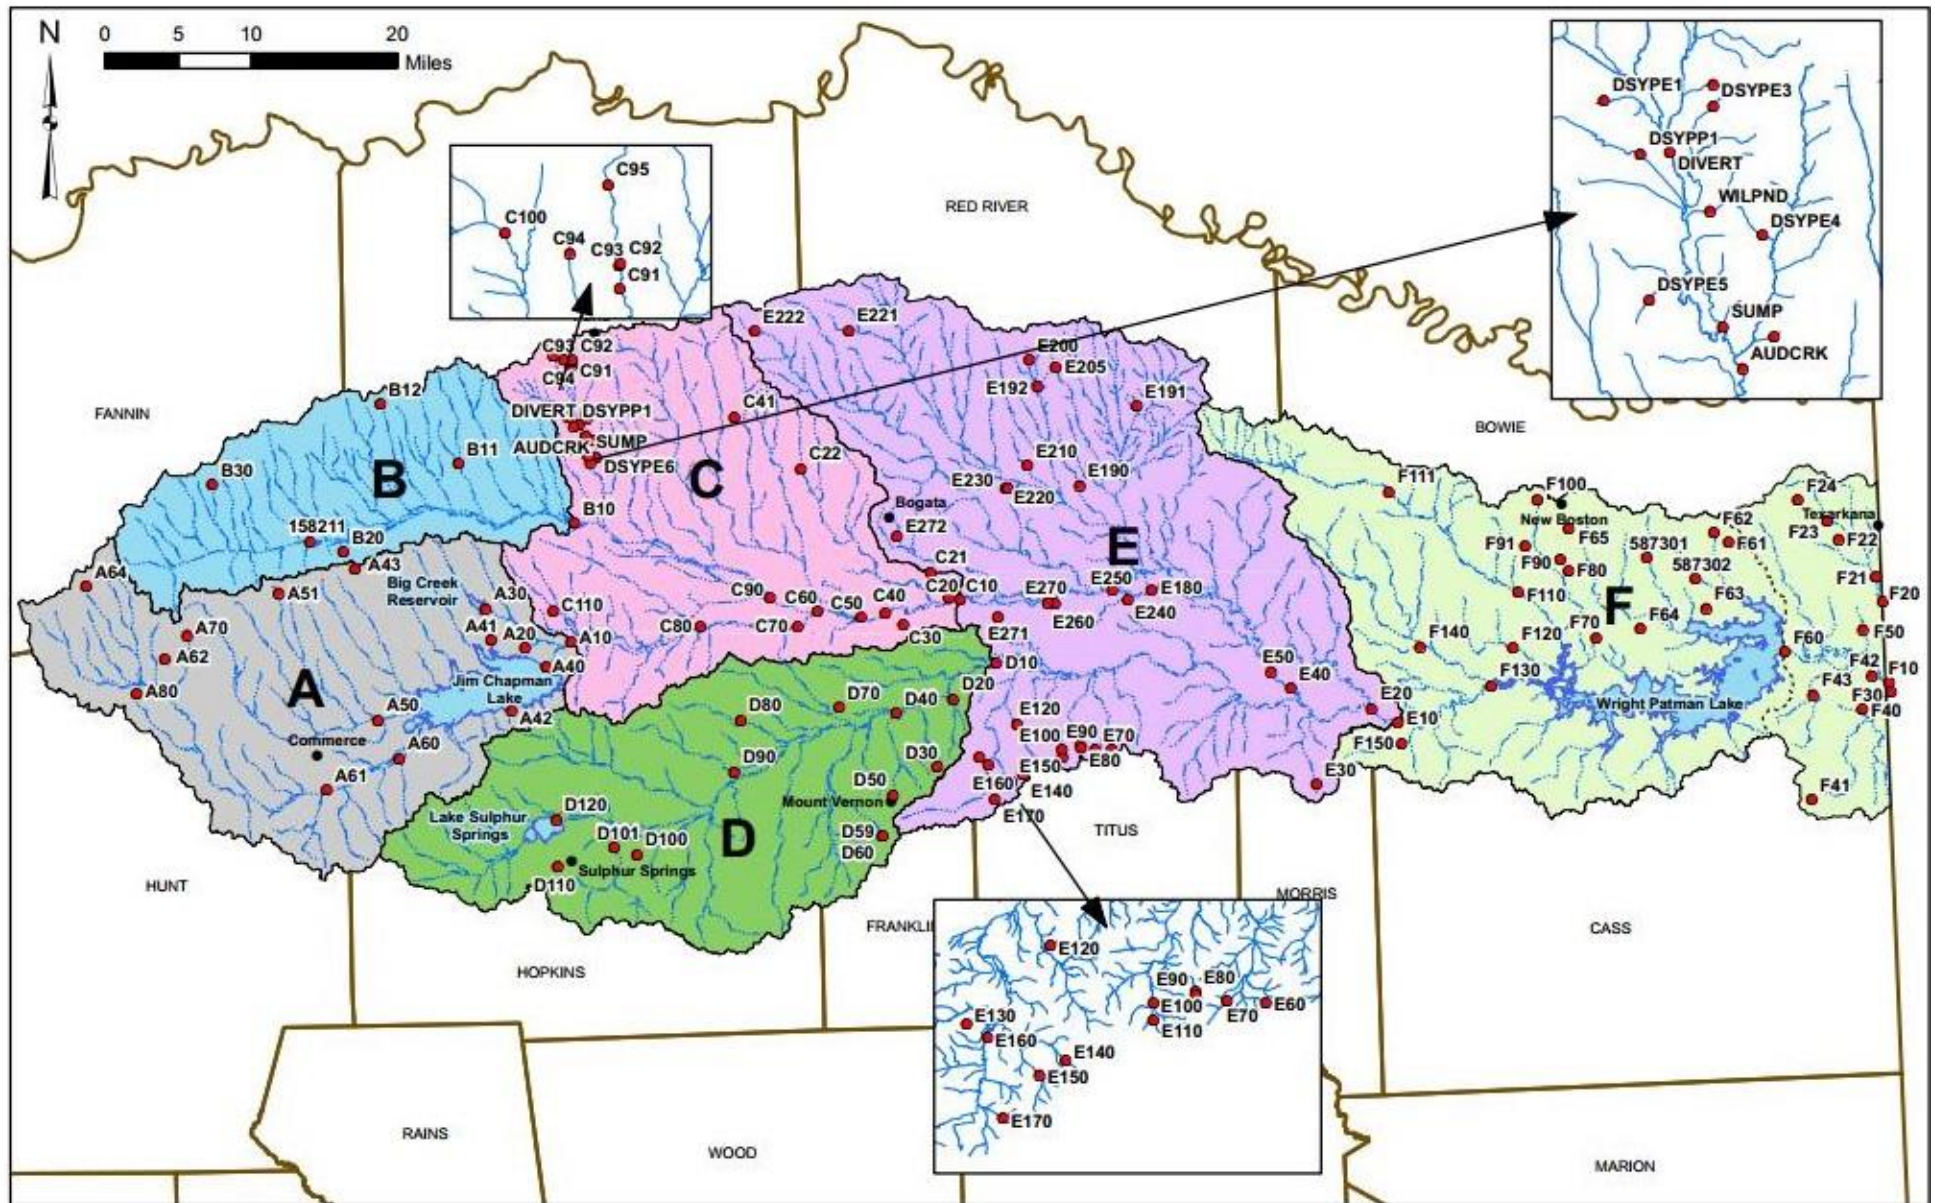 N
0 5 10 20
Miles
DSYPE1
DSYPE3
DSYPP1
DIVERT
WILPND
DSYPE4
DSYPE5
SUMP
AUDCRK
C95
C100
C94
C93
C92
C91
RED RIVER
FANNIN
BOWIE
E222
E221
E200
E205
E192
E191
C93
C92
C94
C91
B12
C41
DIVERT
DSYPP1
SUMP
AUDCRK
DSYPE6
B
B11
B30
C
C22
E210
E190
E230
E220
F111
F100
F24
New Boston
Texarkana
Bogata
E272
E
B10
158211
B20
A43
F65
F62
F23
F22
F91
F61
587301
F90
F80
587302
C21
A64
A51
Big Creek
Reservoir
A30
C110
C90
C60
C50
C40
C20
C10
E270
E250
E180
E240
E260
F110
F
F63
F21
F20
A70
A41
A20
A10
C80
C70
C30
E271
F140
F120
F70
F64
F60
F50
A62
A40
D10
E50
E40
F130
F42
F10
A80
A
Jim Chapman
Lake
A50
A42
D80
D70
D40
D20
E20
E10
Wright Patman Lake
F43
F30
F40
Commerce
A60
E120
E100
E90
E70
E80
F150
A61
D90
D30
E150
E160
E140
E30
D50
Mount Vernon
E170
F41
Lake Sulphur
Springs
D120
D101
D100
D
D59
D60
TITUS
HUNT
D110
Sulphur Springs
MORRIS
CASS
HOPKINS
E120
E90
E80
E100
E70
E60
E110
E130
E160
E140
E150
E170
RAINS
WOOD
MARION